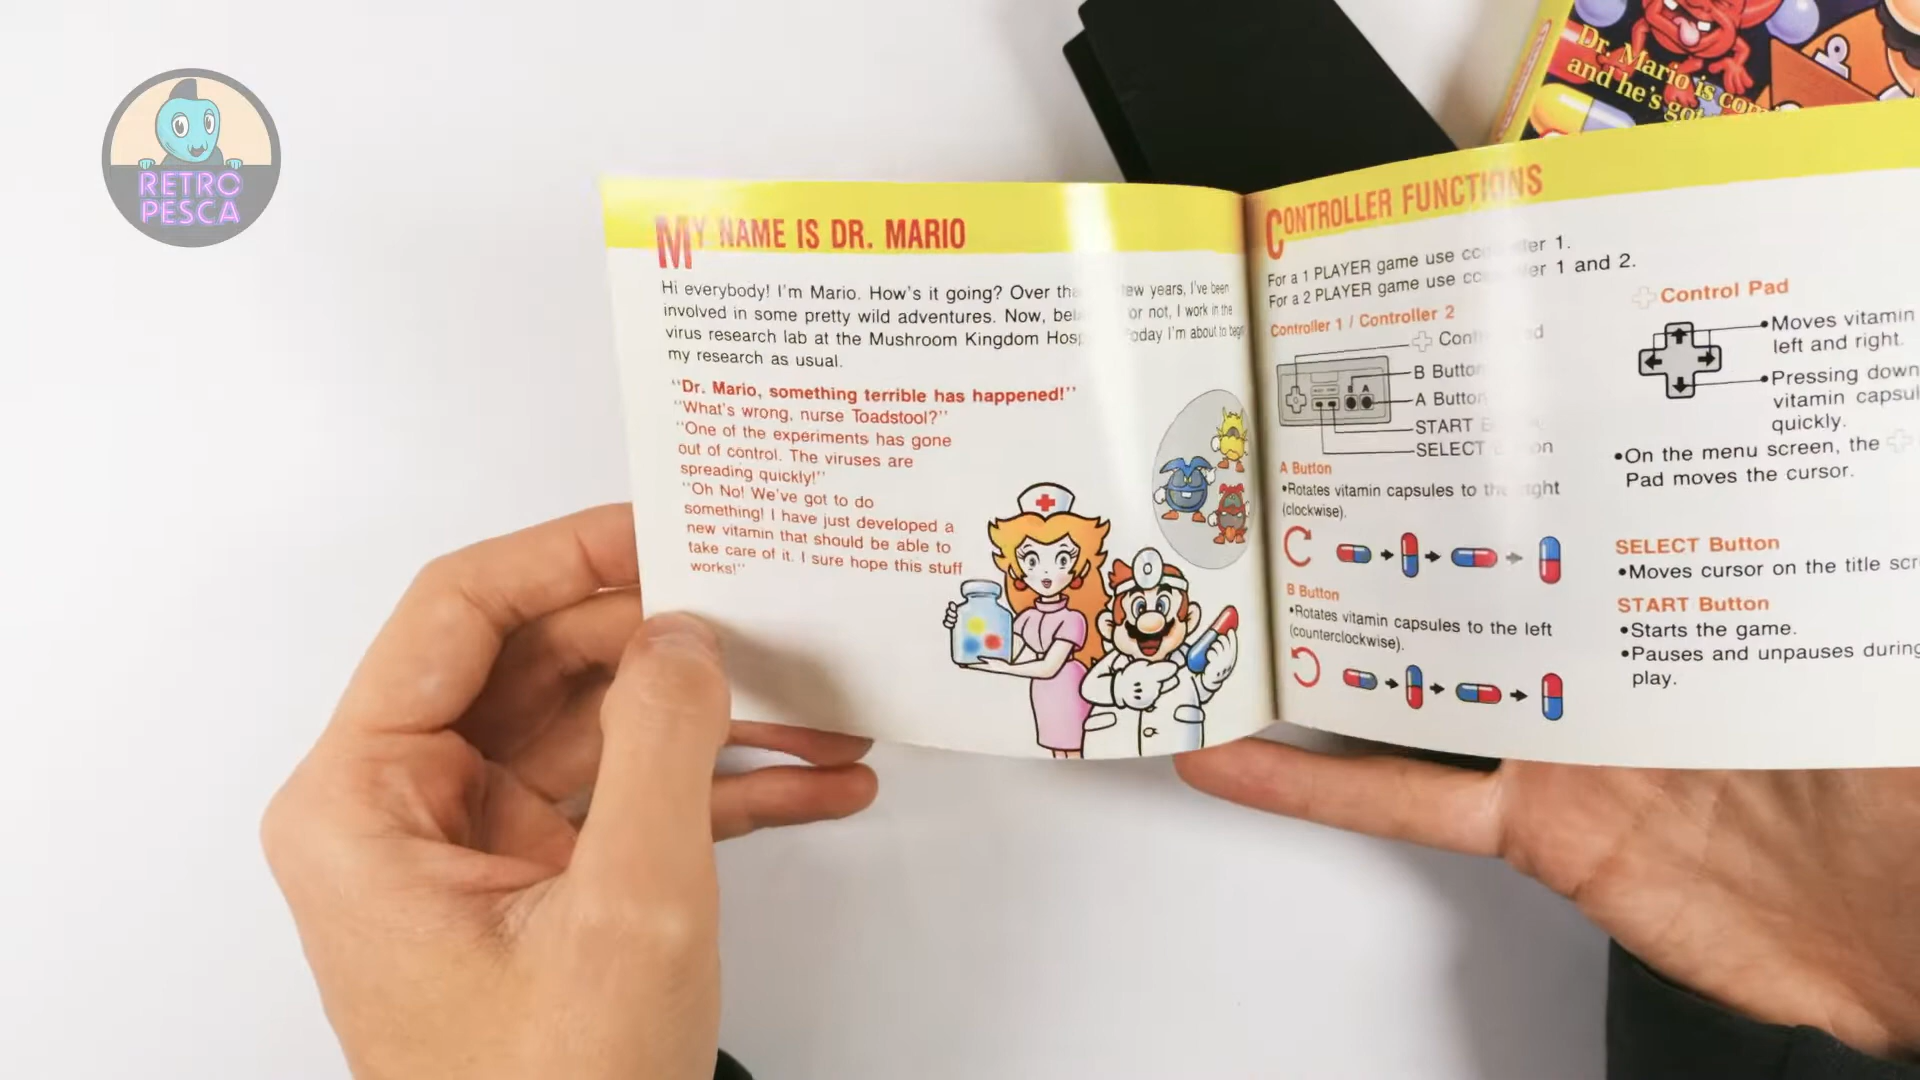 RETRO
PESCA
Dr. Mario is
and he's got
MY NAME IS DR. MARIO
Hi everybody! I'm Mario. How's it going? Over years, I've been
involved in some pretty wild adventures. Now, or not, I work in the
virus research lab at the Mushroom Kingdom I'm about to
my research as usual.
"Dr. Mario, something terrible has happened!"
"What's wrong, nurse Toadstool?"
"One of the experiments has gone
out of control. The viruses are
spreading quickly!"
"Oh No! We've got to do
something! I have just developed a
new vitamin that should be able to
take care of it. I sure hope this stuff
works!"
CONTROLLER FUNCTIONS
For a 1 PLAYER game use 1.
For a 2 PLAYER game use 1 and 2.
Controller 1 / Controller 2
B
A
START
SELECT
B A
A Button
•Rotates vitamin capsules to
(clockwise).
B Button
•Rotates vitamin capsules to the left
(counterclockwise).
Control Pad
•Moves vitamin
left and right.
•Pressing down
vitamin
quickly.
•On the menu screen, the
Pad moves the cursor.
SELECT Button
•Moves cursor on the title
START Button
•Starts the game.
•Pauses and unpauses during
play.